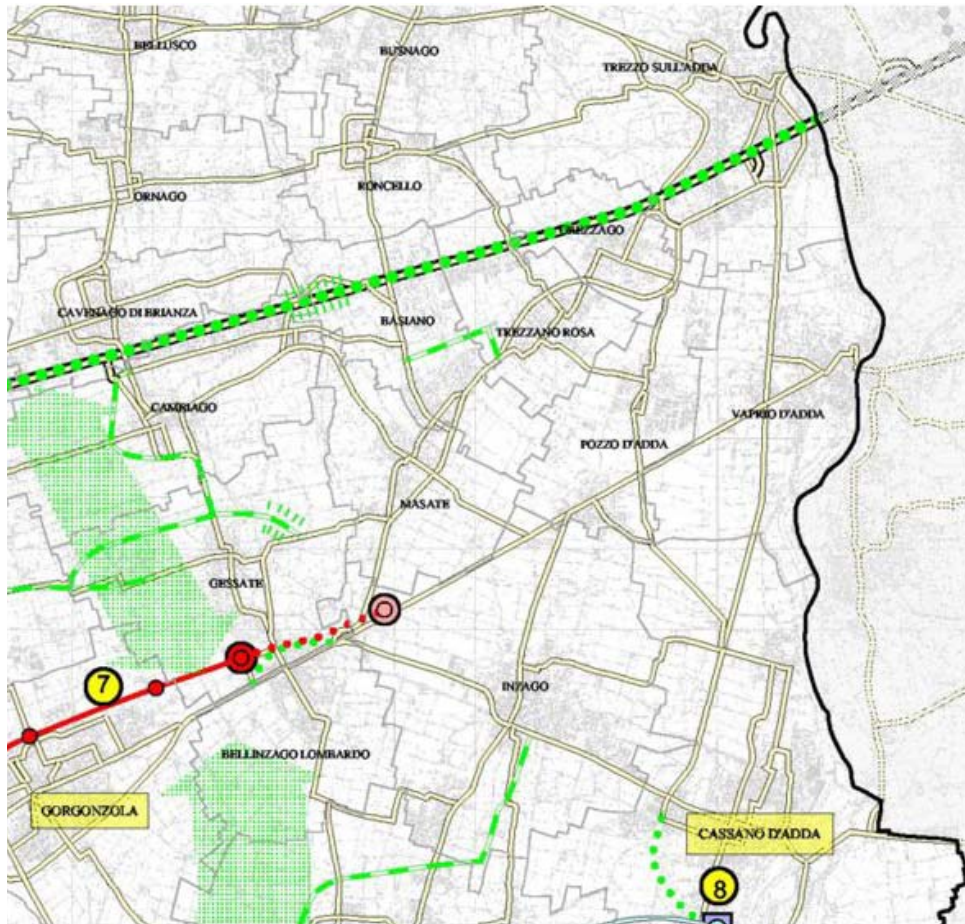 BELLUSCO
BUSNAGO
TREZZO SULL'ADDA
ORNAGO
RONCELLO
GREZZAGO
CAVENAGO DI BRIANZA
BASIANO
TREZZANO ROSA
CAMBIAGO
VAPRIO D'ADDA
POZZO D'ADDA
MASATE
GESSATE
7
INZAGO
BELLINZAGO LOMBARDO
GORGONZOLA
CASSANO D'ADDA
8